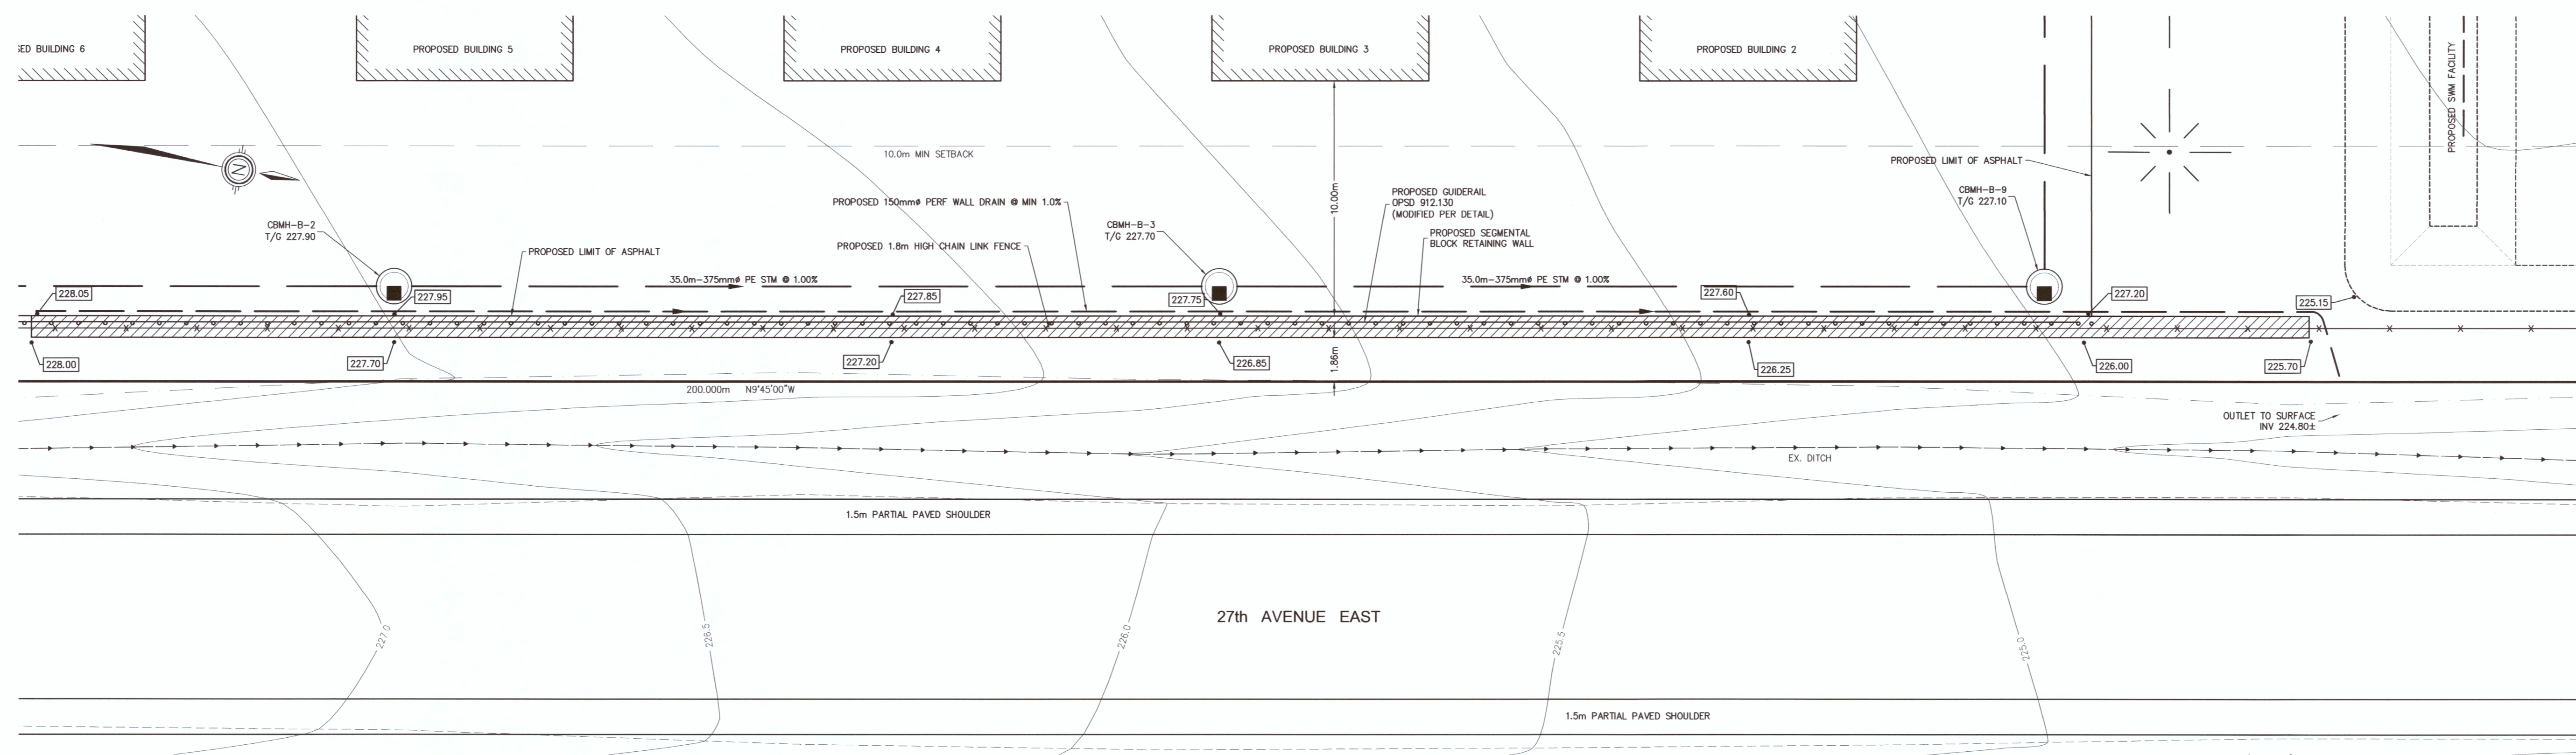 SED BUILDING 6
PROPOSED BUILDING 5
PROPOSED BUILDING 4
PROPOSED BUILDING 3
PROPOSED BUILDING 2
PROPOSED SWM FACILITY
10.0m MIN SETBACK
PROPOSED LIMIT OF ASPHALT
N
10.00m
PROPOSED GUIDERAIL
OPSD 912.130
(MODIFIED PER DETAIL)
CBMH-B-9
T/G 227.10
PROPOSED 150mmø PERF WALL DRAIN @ MIN 1.0%
CBMH-B-2
T/G 227.90
CBMH-B-3
T/G 227.70
PROPOSED SEGMENTAL
BLOCK RETAINING WALL
PROPOSED LIMIT OF ASPHALT
PROPOSED 1.8m HIGH CHAIN LINK FENCE
35.0m-375mmø PE STM @ 1.00%
35.0m-375mmø PE STM @ 1.00%
228.05
227.95
227.85
227.75
227.60
227.20
225.15
228.00
227.70
227.20
226.85
1.86m
226.25
226.00
225.70
200.000m N9°45'00"W
OUTLET TO SURFACE
INV 224.80±
EX. DITCH
1.5m PARTIAL PAVED SHOULDER
27th AVENUE EAST
227.0
226.5
226.0
225.5
225.0
1.5m PARTIAL PAVED SHOULDER